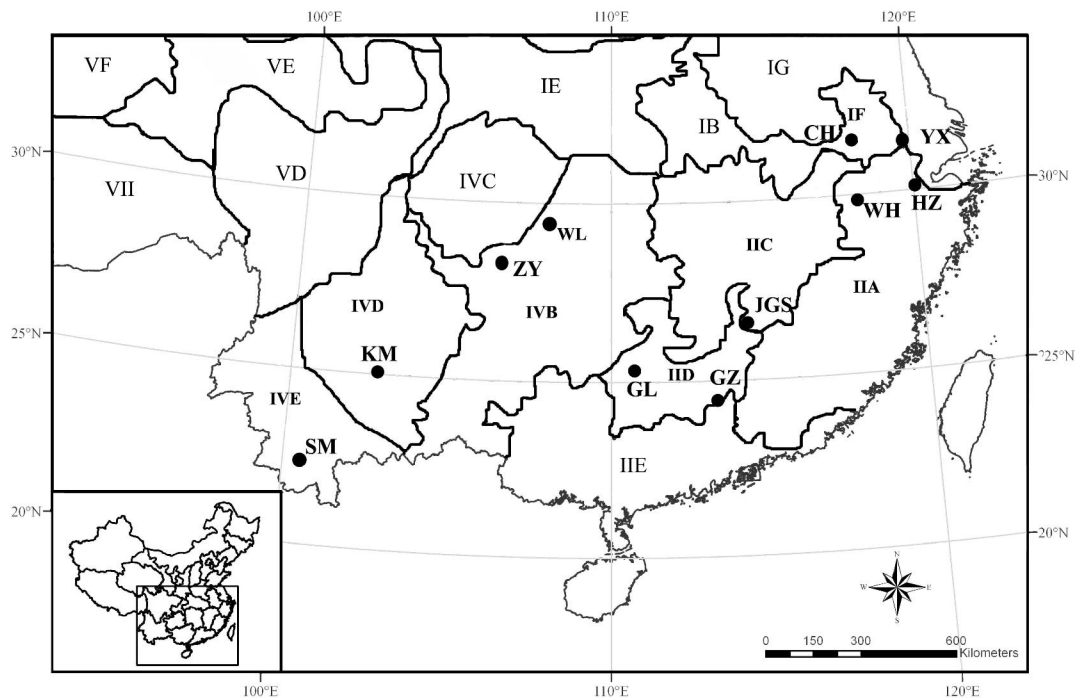 100°E 110°E 120°E
VF VE IE IG
IB IF
CH YX
30°N 30°N
VII VD IVC
WH HZ
WL
ZY IIC
IVD IVB IIA
JGS
25°N 25°N
KM GL IID GZ
IVE
SM
IIE
20°N 20°N
N
W E
S
0 150 300 600
Kilometers
100°E 110°E 120°E